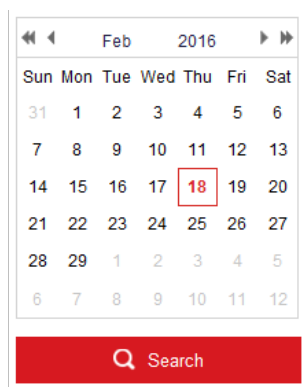 Feb 2016
Sun Mon Tue Wed Thu Fri Sat
31 1 2 3 4 5 6
7 8 9 10 11 12 13
14 15 16 17 18 19 20
21 22 23 24 25 26 27
28 29 1 2 3 4 5
6 7 8 9 10 11 12
Search